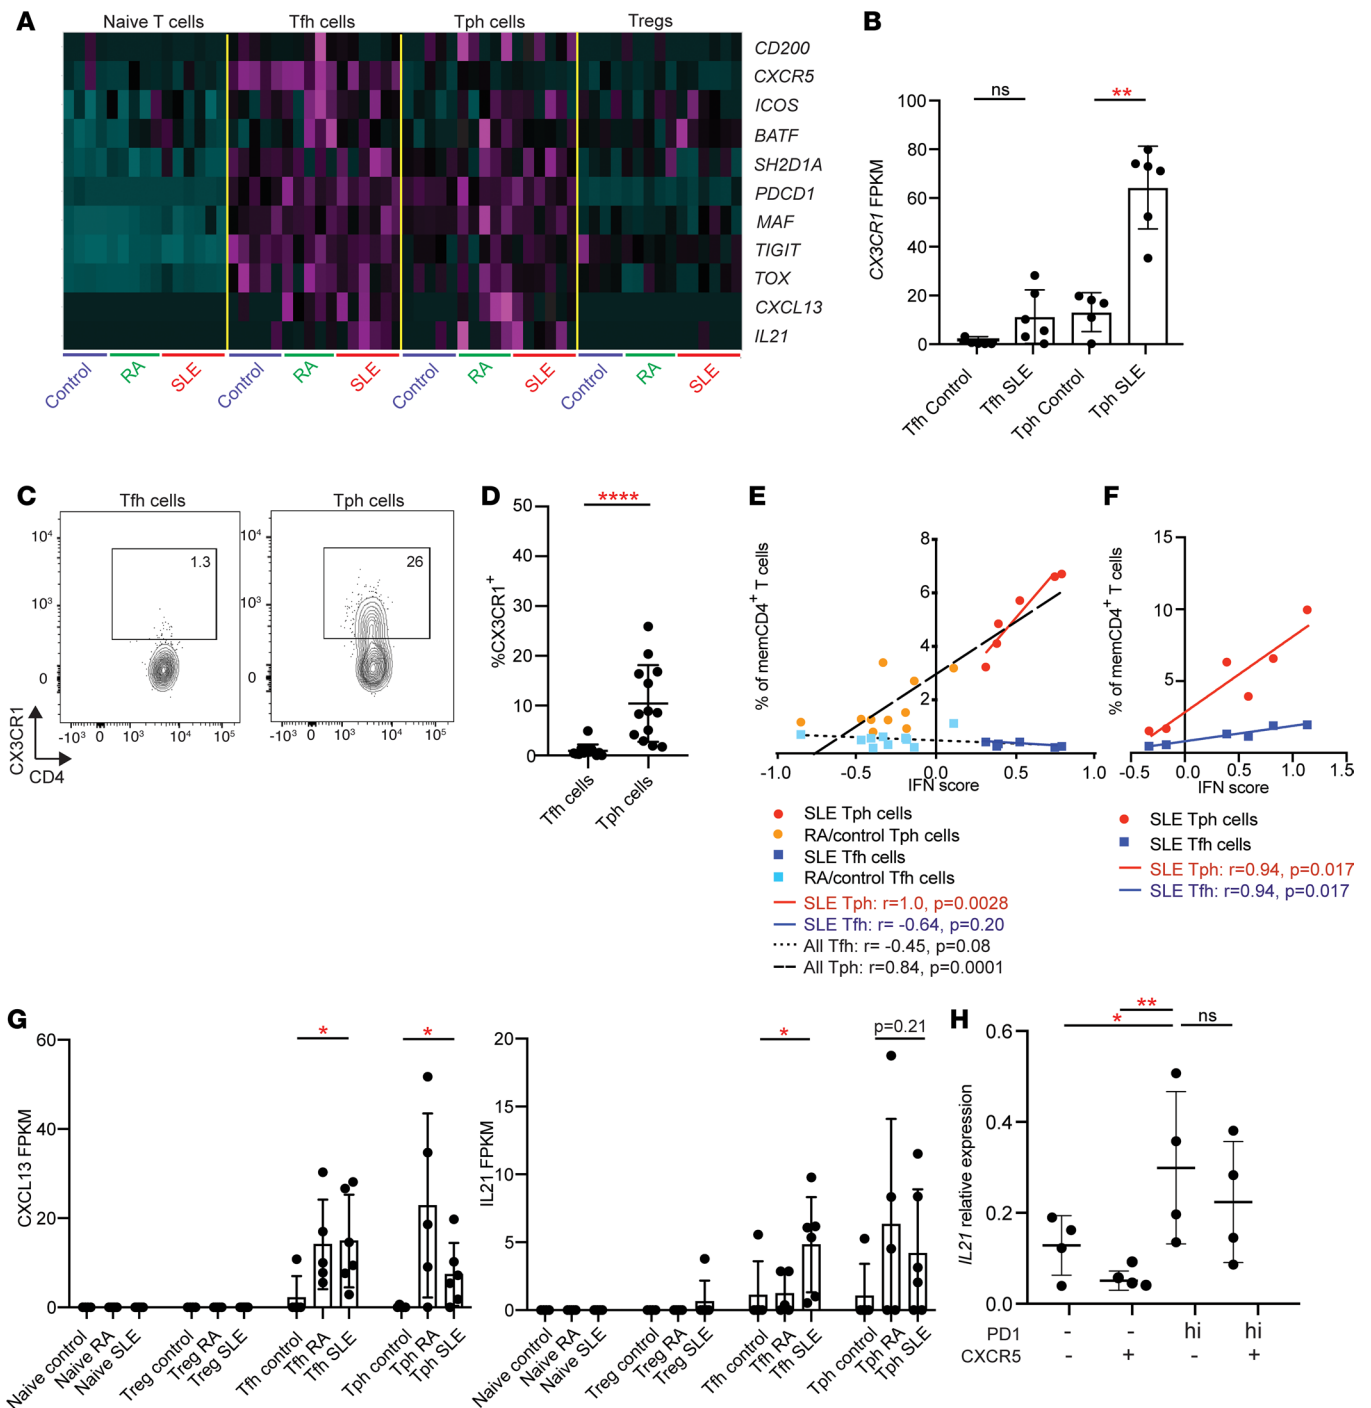 A
Naive T cells
Tfh cells
Tph cells
Tregs
CD200
CXCR5
ICOS
BATF
SH2D1A
PDCD1
MAF
TIGIT
TOX
CXCL13
IL21
Control
RA
SLE
Control
RA
SLE
Control
RA
SLE
Control
RA
SLE
B
ns
**
CX3CR1 FPKM
100
80
60
40
20
0
Tfh Control
Tfh SLE
Tph Control
Tph SLE
C
Tfh cells
Tph cells
10⁴
10³
0
1.3
-10³
0
10³
10⁴
10⁵
10⁴
10³
0
26
-10³
0
10³
10⁴
10⁵
CX3CR1
CD4
D
****
%CX3CR1⁺
50
40
30
20
10
0
Tfh cells
Tph cells
E
% of memCD4⁺ T cells
8
6
4
2
-1.0
-0.5
0.0
0.5
1.0
IFN score
SLE Tph cells
RA/control Tph cells
SLE Tfh cells
RA/control Tfh cells
SLE Tph: r=1.0, p=0.0028
SLE Tfh: r= -0.64, p=0.20
All Tfh: r= -0.45, p=0.08
All Tph: r=0.84, p=0.0001
F
% of memCD4⁺ T cells
15
10
5
-0.5
0.0
0.5
1.0
1.5
IFN score
SLE Tph cells
SLE Tfh cells
SLE Tph: r=0.94, p=0.017
SLE Tfh: r=0.94, p=0.017
G
CXCL13 FPKM
60
40
20
0
*
*
Naive control
Naive RA
Naive SLE
Treg control
Treg RA
Treg SLE
Tfh control
Tfh RA
Tfh SLE
Tph control
Tph RA
Tph SLE
IL21 FPKM
20
15
10
5
0
*
p=0.21
Naive control
Naive RA
Naive SLE
Treg control
Treg RA
Treg SLE
Tfh control
Tfh RA
Tfh SLE
Tph control
Tph RA
Tph SLE
H
**
*
ns
IL21 relative expression
0.6
0.4
0.2
0.0
PD1 - - hi hi
CXCR5 - + - +